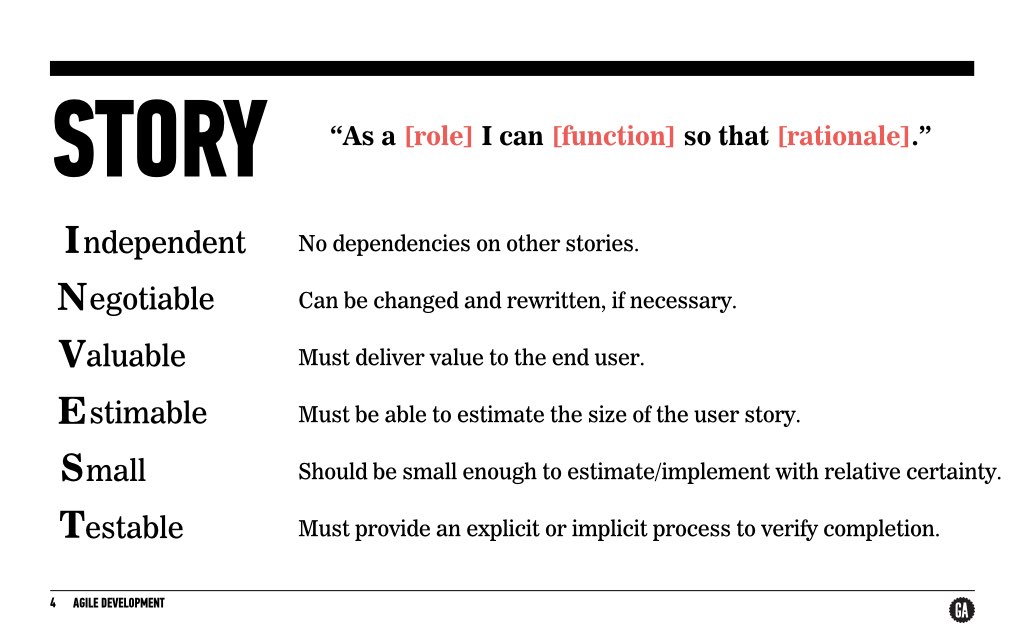 STORY
“As a [role] I can [function] so that [rationale].”
Independent No dependencies on other stories.
Negotiable Can be changed and rewritten, if necessary.
Valuable Must deliver value to the end user.
Estimable Must be able to estimate the size of the user story.
Small Should be small enough to estimate/implement with relative certainty.
Testable Must provide an explicit or implicit process to verify completion.
4 AGILE DEVELOPMENT
GA